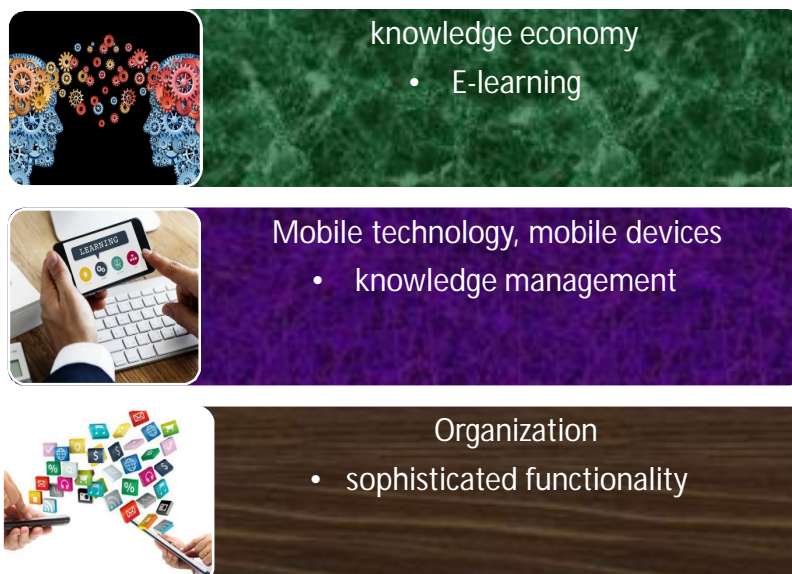 knowledge economy
• E-learning
LEARNING
Mobile technology, mobile devices
• knowledge management
Organization
• sophisticated functionality